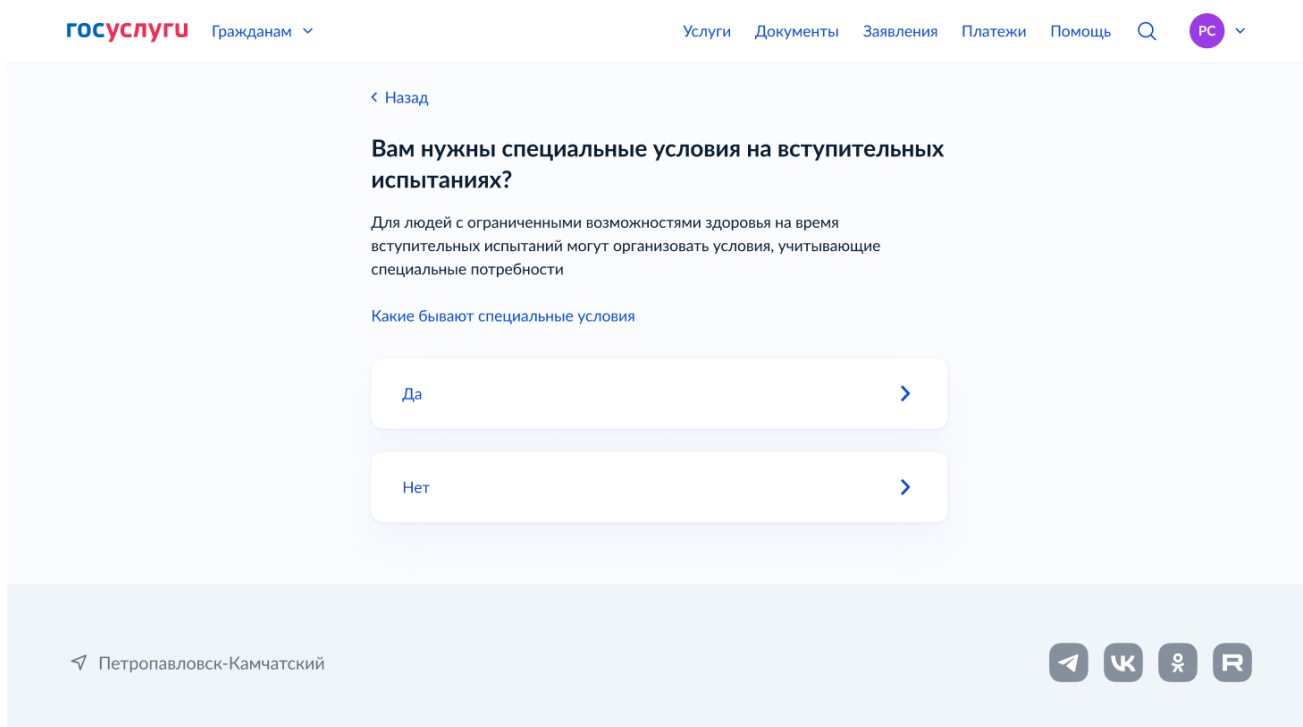 госуслуги Гражданам Услуги Документы Заявления Платежи Помощь РС
Назад
Вам нужны специальные условия на вступительных
испытаниях?
Для людей с ограниченными возможностями здоровья на время
вступительных испытаний могут организовать условия, учитывающие
специальные потребности
Какие бывают специальные условия
Да
Нет
Петропавловск-Камчатский